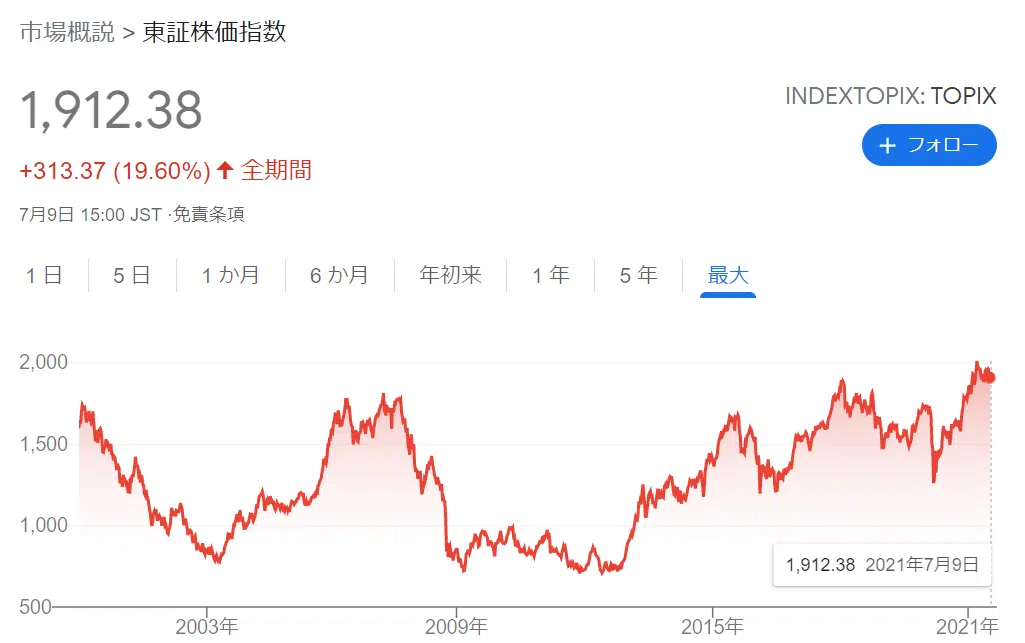 市場概説 > 東証株価指数
1,912.38
INDEXTOPIX: TOPIX
+ フォロー
+313.37 (19.60%) ↑ 全期間
7月9日 15:00 JST ·免責条項
1 日 5 日 1 か月 6 か月 年初来 1 年 5 年 最大
2,000
1,500
1,000
500
1,912.38 2021年7月9日
2003年 2009年 2015年 2021年